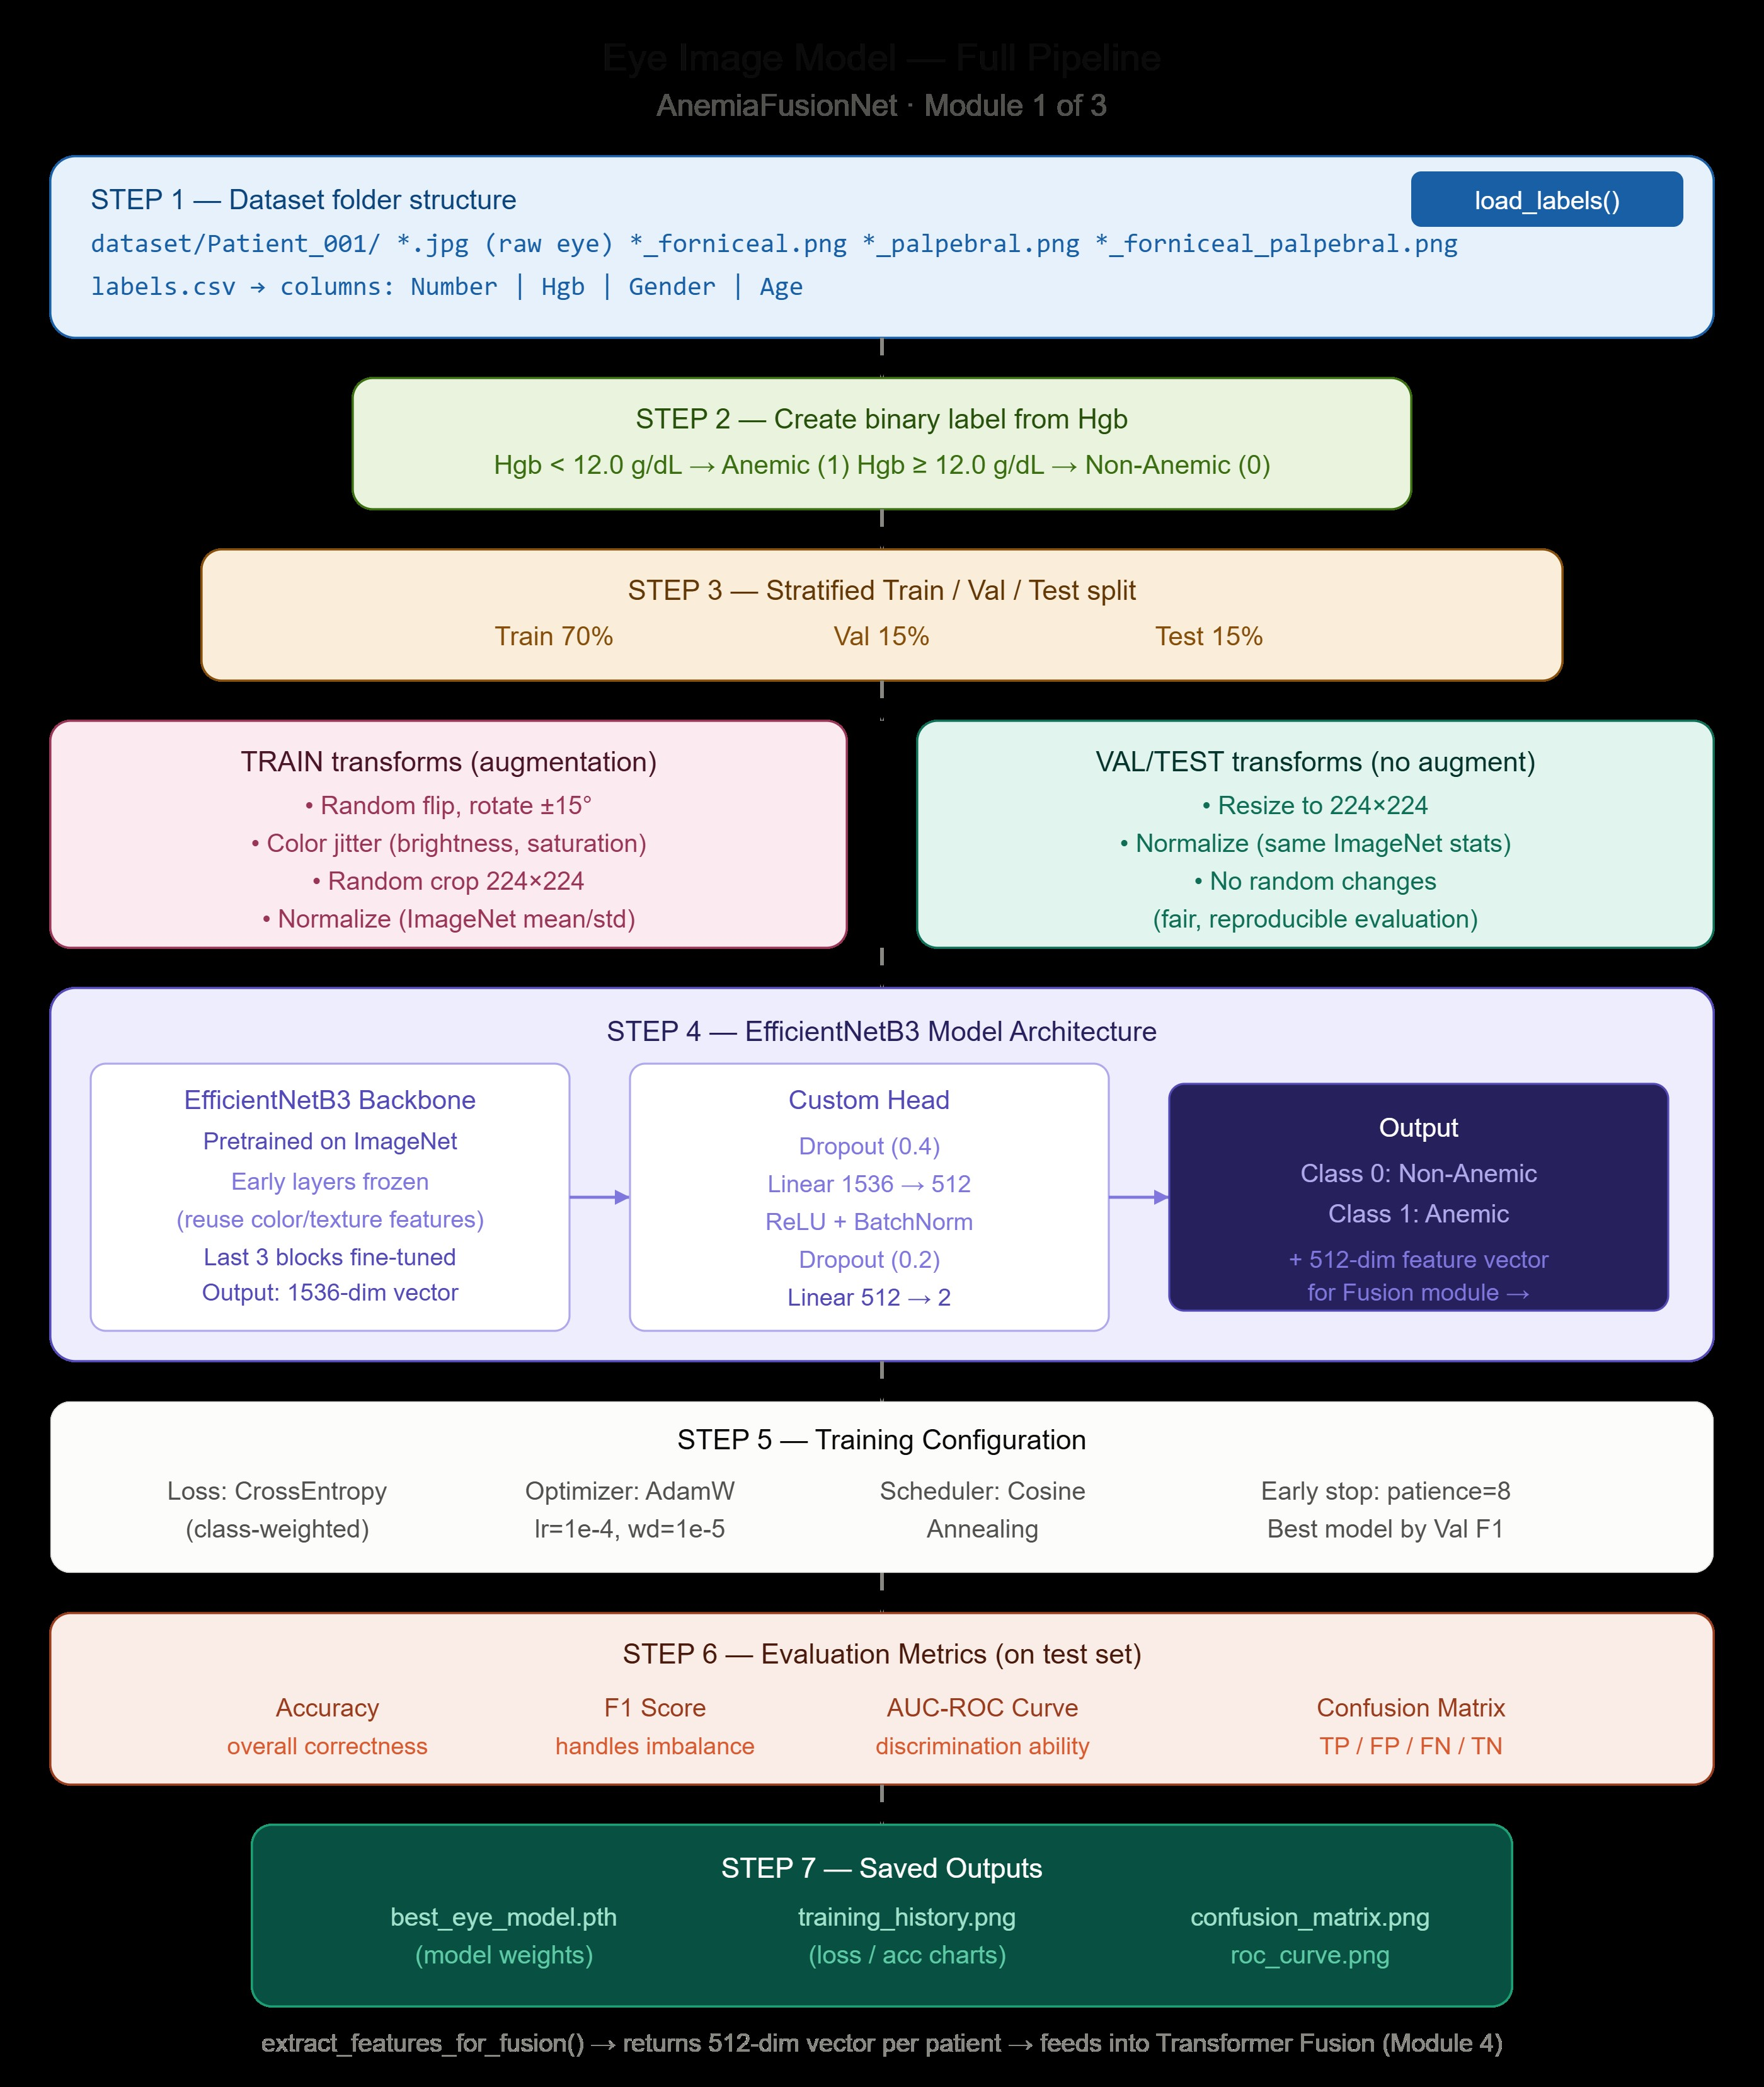 Eye Image Model — Full Pipeline
AnemiaFusionNet · Module 1 of 3
STEP 1 — Dataset folder structure
load_labels()
dataset/Patient_001/ *.jpg (raw eye) *_forniceal.png *_palpebral.png *_forniceal_palpebral.png
labels.csv → columns: Number | Hgb | Gender | Age
STEP 2 — Create binary label from Hgb
Hgb < 12.0 g/dL → Anemic (1) Hgb ≥ 12.0 g/dL → Non-Anemic (0)
STEP 3 — Stratified Train / Val / Test split
Train 70% Val 15% Test 15%
TRAIN transforms (augmentation)
• Random flip, rotate ±15°
• Color jitter (brightness, saturation)
• Random crop 224×224
• Normalize (ImageNet mean/std)
VAL/TEST transforms (no augment)
• Resize to 224×224
• Normalize (same ImageNet stats)
• No random changes
(fair, reproducible evaluation)
STEP 4 — EfficientNetB3 Model Architecture
EfficientNetB3 Backbone
Pretrained on ImageNet
Early layers frozen
(reuse color/texture features)
Last 3 blocks fine-tuned
Output: 1536-dim vector
Custom Head
Dropout (0.4)
Linear 1536 → 512
ReLU + BatchNorm
Dropout (0.2)
Linear 512 → 2
Output
Class 0: Non-Anemic
Class 1: Anemic
+ 512-dim feature vector
for Fusion module →
STEP 5 — Training Configuration
Loss: CrossEntropy
(class-weighted)
Optimizer: AdamW
lr=1e-4, wd=1e-5
Scheduler: Cosine
Annealing
Early stop: patience=8
Best model by Val F1
STEP 6 — Evaluation Metrics (on test set)
Accuracy
overall correctness
F1 Score
handles imbalance
AUC-ROC Curve
discrimination ability
Confusion Matrix
TP / FP / FN / TN
STEP 7 — Saved Outputs
best_eye_model.pth
(model weights)
training_history.png
(loss / acc charts)
confusion_matrix.png
roc_curve.png
extract_features_for_fusion() → returns 512-dim vector per patient → feeds into Transformer Fusion (Module 4)